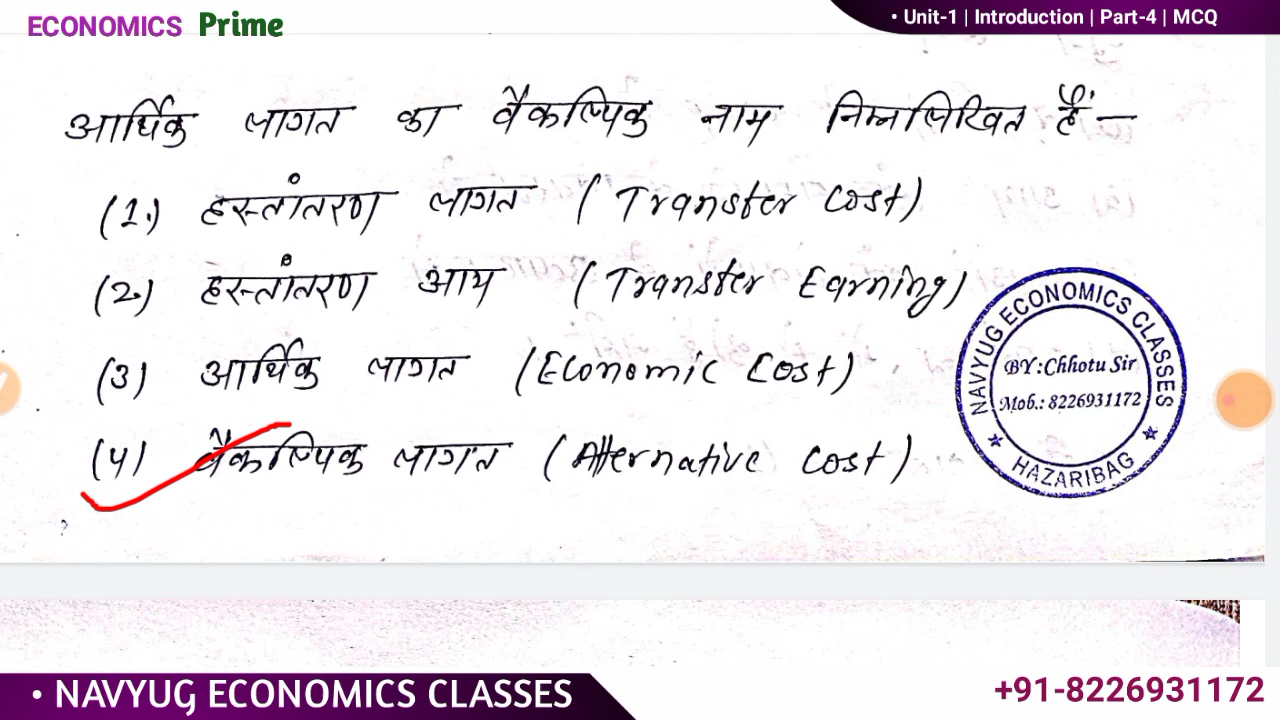 ECONOMICS Prime
• Unit-1 | Introduction | Part-4 | MCQ
आर्थिक लागत का वैकल्पिक नाम निम्नलिखित हैं —
(1.) हस्तांतरण लागत (Transfer Cost)
(2.) हस्तांतरण आय (Transfer Earning)
(3) आर्थिक लागत (Economic Cost)
(4) वैकल्पिक लागत (Alternative Cost)
NAVYUG ECONOMICS CLASSES
BY:Chhotu Sir
Mob.: 8226931172
HAZARIBAG
• NAVYUG ECONOMICS CLASSES
+91-8226931172